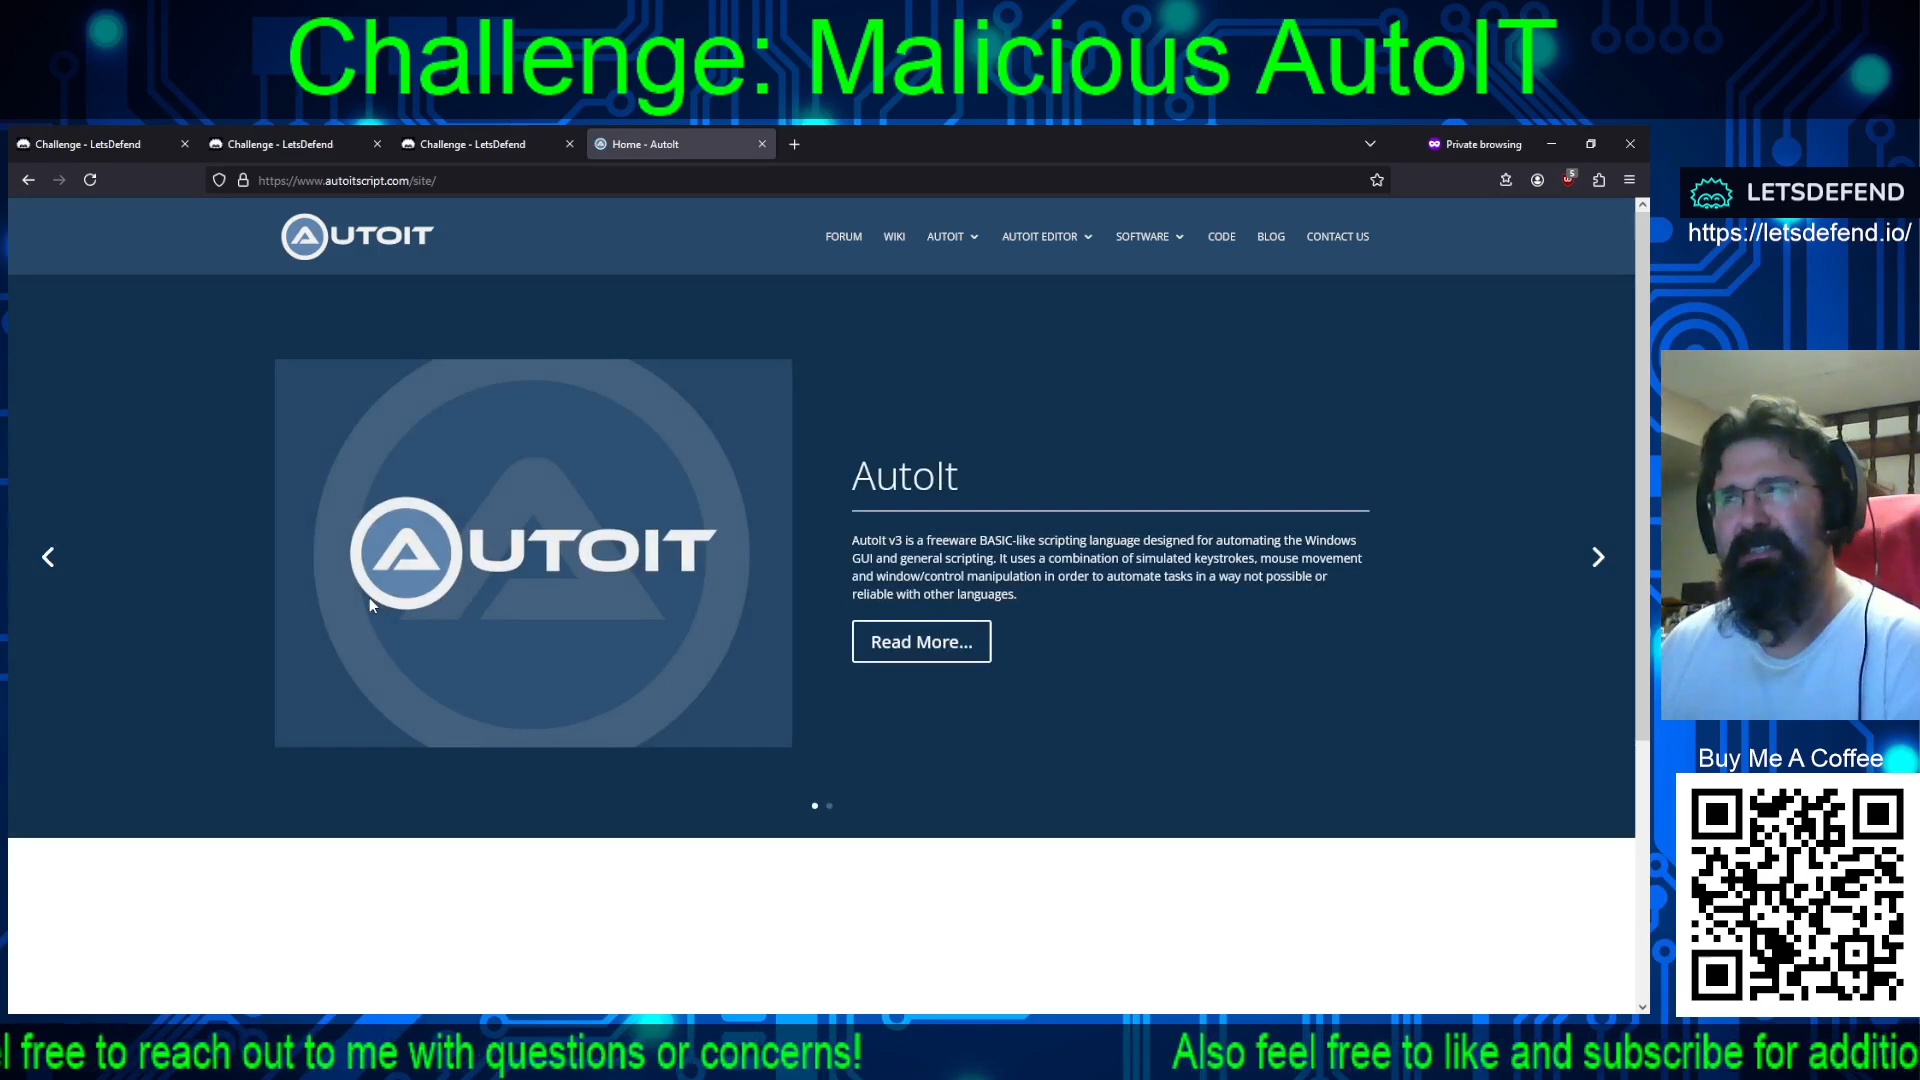 Challenge: Malicious AutoIT
Challenge - LetsDefend
Challenge - LetsDefend
Challenge - LetsDefend
Home - AutoIt
Private browsing
https://www.autoitscript.com/site/
5
AUTOIT
FORUM
WIKI
AUTOIT
AUTOIT EDITOR
SOFTWARE
CODE
BLOG
CONTACT US
LETSDEFEND
https://letsdefend.io/
AUTOIT
AutoIt
AutoIt v3 is a freeware BASIC-like scripting language designed for automating the Windows
GUI and general scripting. It uses a combination of simulated keystrokes, mouse movement
and window/control manipulation in order to automate tasks in a way not possible or
reliable with other languages.
Read More...
Buy Me A Coffee
l free to reach out to me with questions or concerns!
Also feel free to like and subscribe for additio